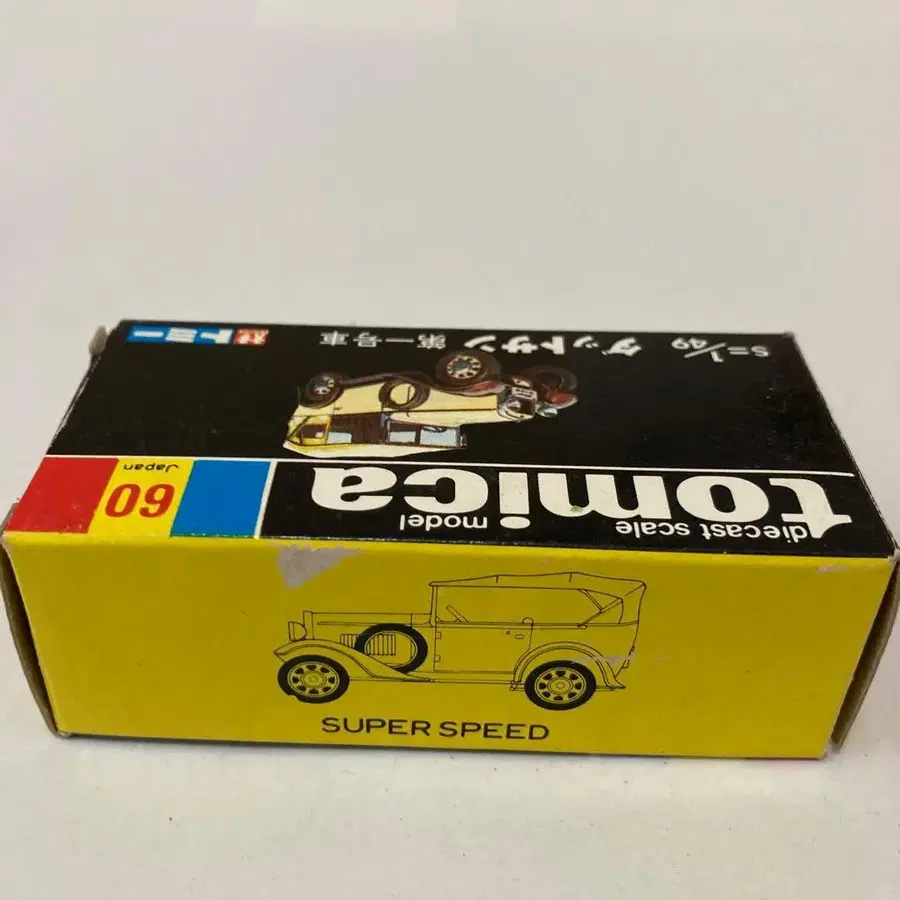 diecast scale model
tomica
60
Japan
S=1/49 ダットサン 第一号車
トミー
SUPER SPEED